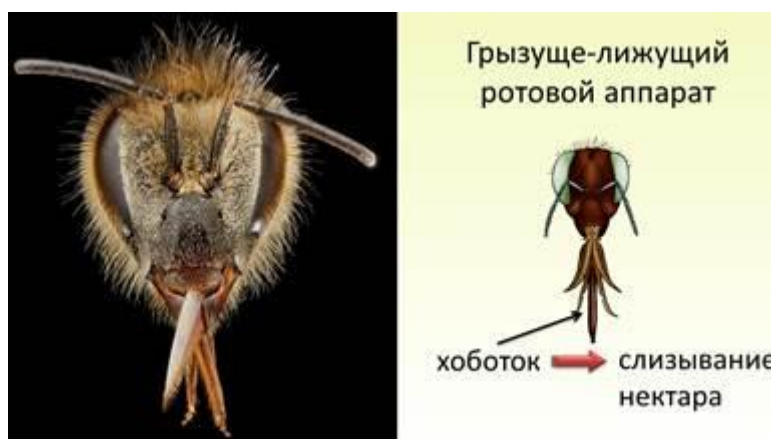 Грызуще-лижущий
ротовой аппарат
хоботок слизывание
нектара